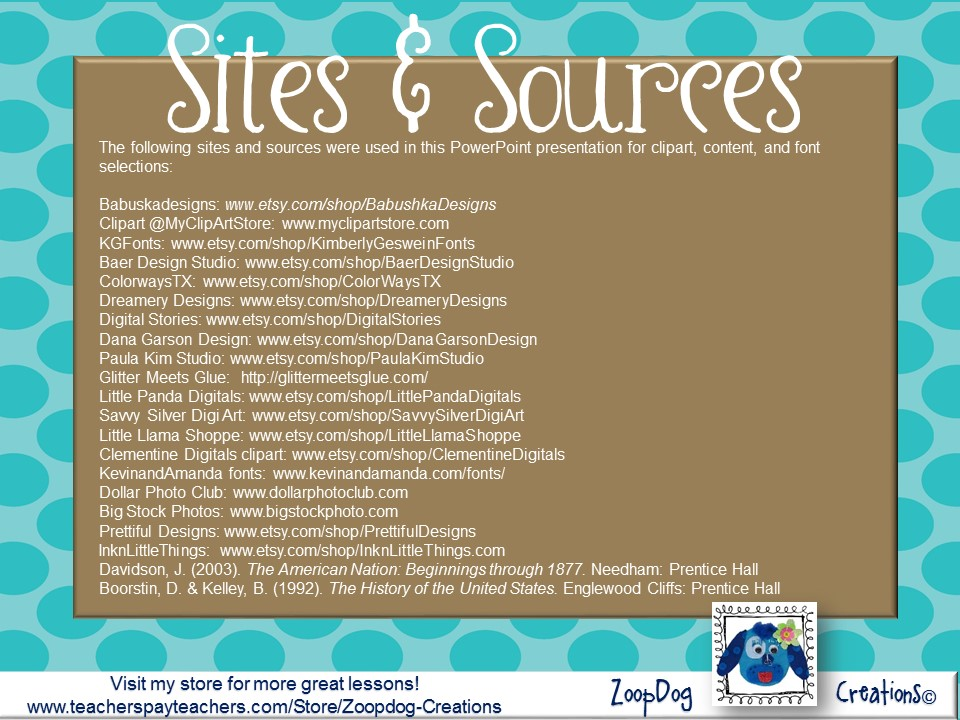 Sites & Sources
The following sites and sources were used in this PowerPoint presentation for clipart, content, and font
selections:
Babuskadesigns: www.etsy.com/shop/BabushkaDesigns
Clipart @MyClipArtStore: www.myclipartstore.com
KGFonts: www.etsy.com/shop/KimberlyGesweinFonts
Baer Design Studio: www.etsy.com/shop/BaerDesignStudio
ColorwaysTX: www.etsy.com/shop/ColorWaysTX
Dreamery Designs: www.etsy.com/shop/DreameryDesigns
Digital Stories: www.etsy.com/shop/DigitalStories
Dana Garson Design: www.etsy.com/shop/DanaGarsonDesign
Paula Kim Studio: www.etsy.com/shop/PaulaKimStudio
Glitter Meets Glue: http://glittermeetsglue.com/
Little Panda Digitals: www.etsy.com/shop/LittlePandaDigitals
Savvy Silver Digi Art: www.etsy.com/shop/SavvySilverDigiArt
Little Llama Shoppe: www.etsy.com/shop/LittleLlamaShoppe
Clementine Digitals clipart: www.etsy.com/shop/ClementineDigitals
KevinandAmanda fonts: www.kevinandamanda.com/fonts/
Dollar Photo Club: www.dollarphotoclub.com
Big Stock Photos: www.bigstockphoto.com
Prettiful Designs: www.etsy.com/shop/PrettifulDesigns
InknLittleThings: www.etsy.com/shop/InknLittleThings.com
Davidson, J. (2003). The American Nation: Beginnings through 1877. Needham: Prentice Hall
Boorstin, D. & Kelley, B. (1992). The History of the United States. Englewood Cliffs: Prentice Hall
Visit my store for more great lessons!
www.teacherspayteachers.com/Store/Zoopdog-Creations
ZoopDog Creations©